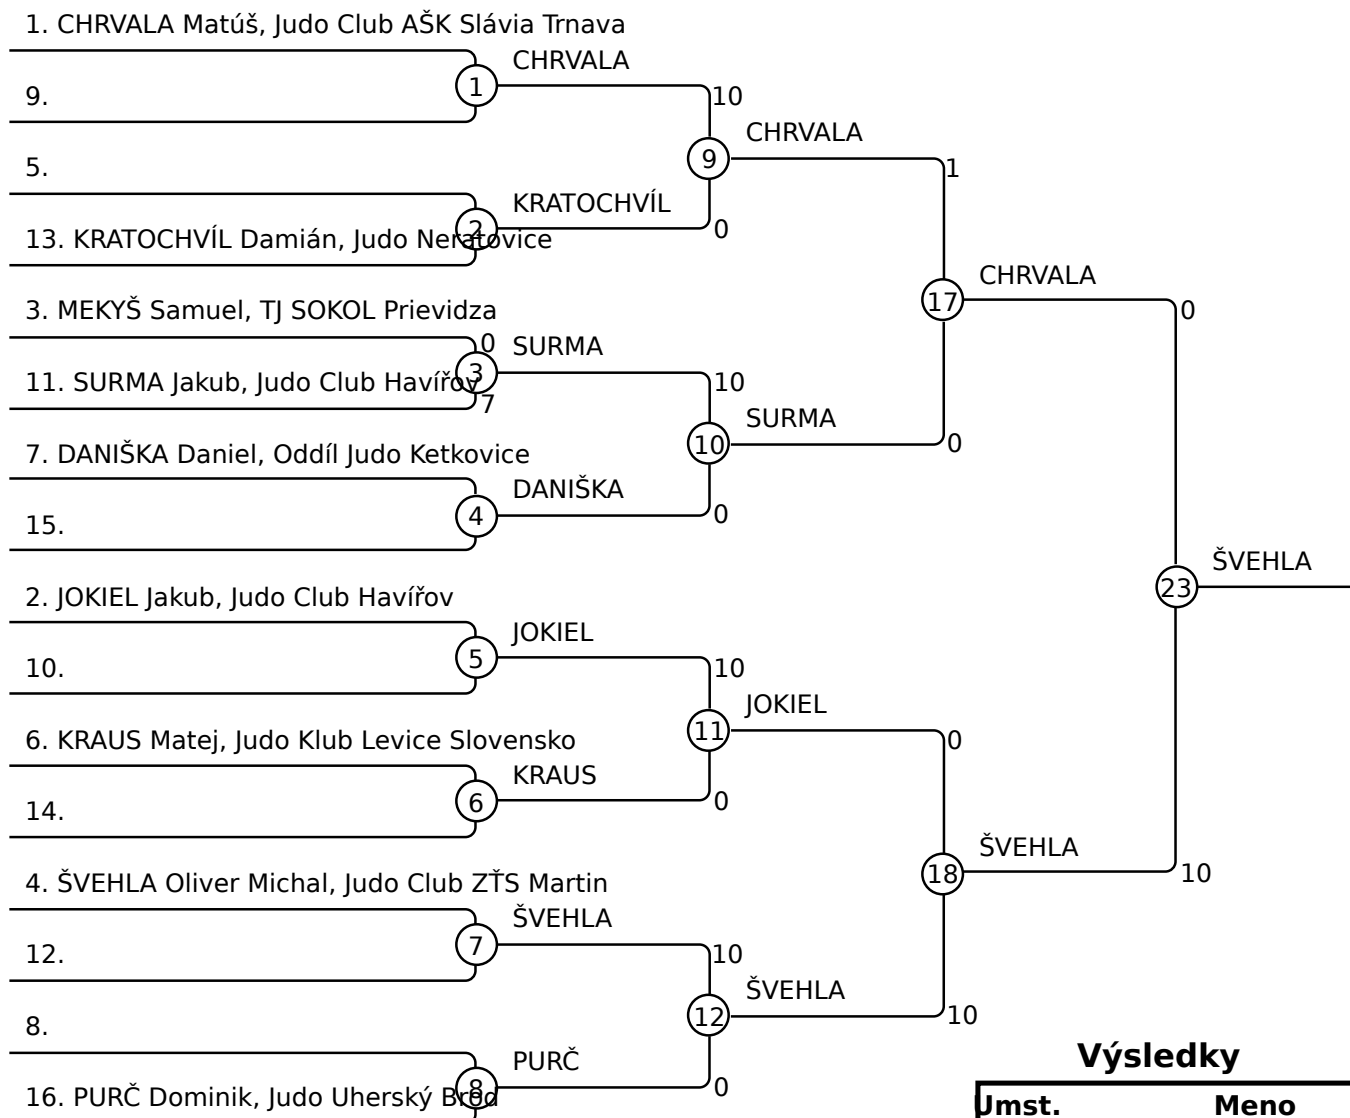 1. CHRVALA Matúš, Judo Club AŠK Slávia Trnava
CHRVALA
1
9.
10
CHRVALA
9
5.
1
KRATOCHVÍL
2
0
13. KRATOCHVÍL Damián, Judo Neratovice
CHRVALA
17
0
3. MEKYŠ Samuel, TJ SOKOL Prievidza
0
SURMA
3
11. SURMA Jakub, Judo Club Havířov
10
7
SURMA
10
0
7. DANIŠKA Daniel, Oddíl Judo Ketkovice
DANIŠKA
4
0
15.
ŠVEHLA
23
2. JOKIEL Jakub, Judo Club Havířov
JOKIEL
5
10.
10
JOKIEL
11
0
6. KRAUS Matej, Judo Klub Levice Slovensko
KRAUS
6
0
14.
ŠVEHLA
18
10
4. ŠVEHLA Oliver Michal, Judo Club ZŤS Martin
ŠVEHLA
7
12.
10
ŠVEHLA
12
10
8.
PURČ
8
0
16. PURČ Dominik, Judo Uherský Brod
Výsledky
Umst. Meno